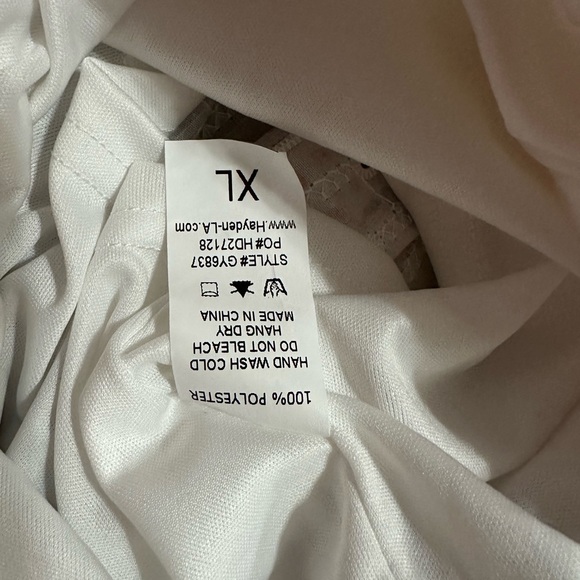 100% POLYESTER
HAND WASH COLD
DO NOT BLEACH
HANG DRY
MADE IN CHINA
STYLE# GY6837
PO# HD27128
www.Hayden-LA.com
XL